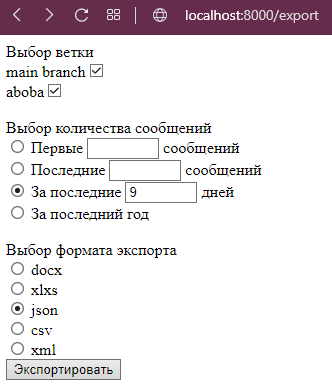 localhost:8000/export
Выбор ветки
main branch
aboba
Выбор количества сообщений
Первые сообщений
Последние сообщений
За последние 9 дней
За последний год
Выбор формата экспорта
docx
xlxs
json
csv
xml
Экспортировать